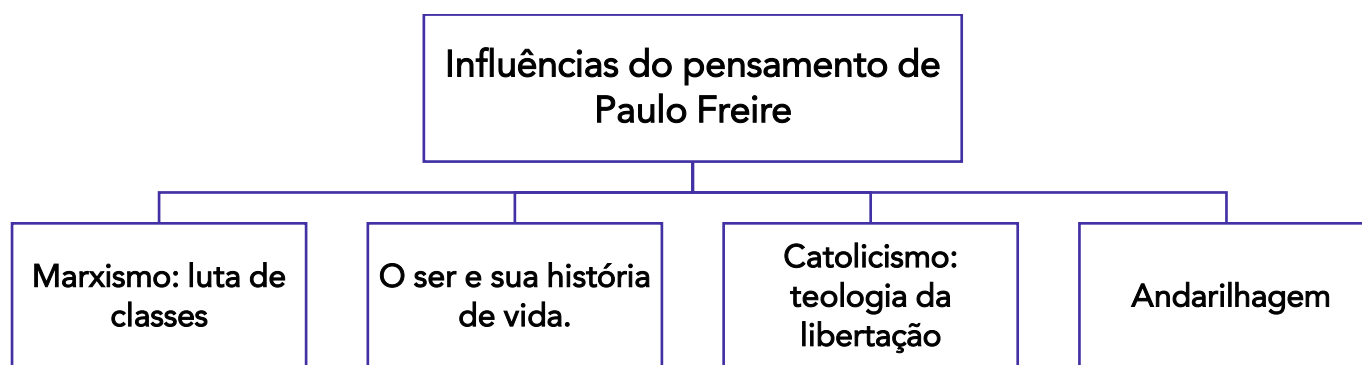 Influências do pensamento de
Paulo Freire
Marxismo: luta de
classes
O ser e sua história
de vida.
Catolicismo:
teologia da
libertação
Andarilhagem